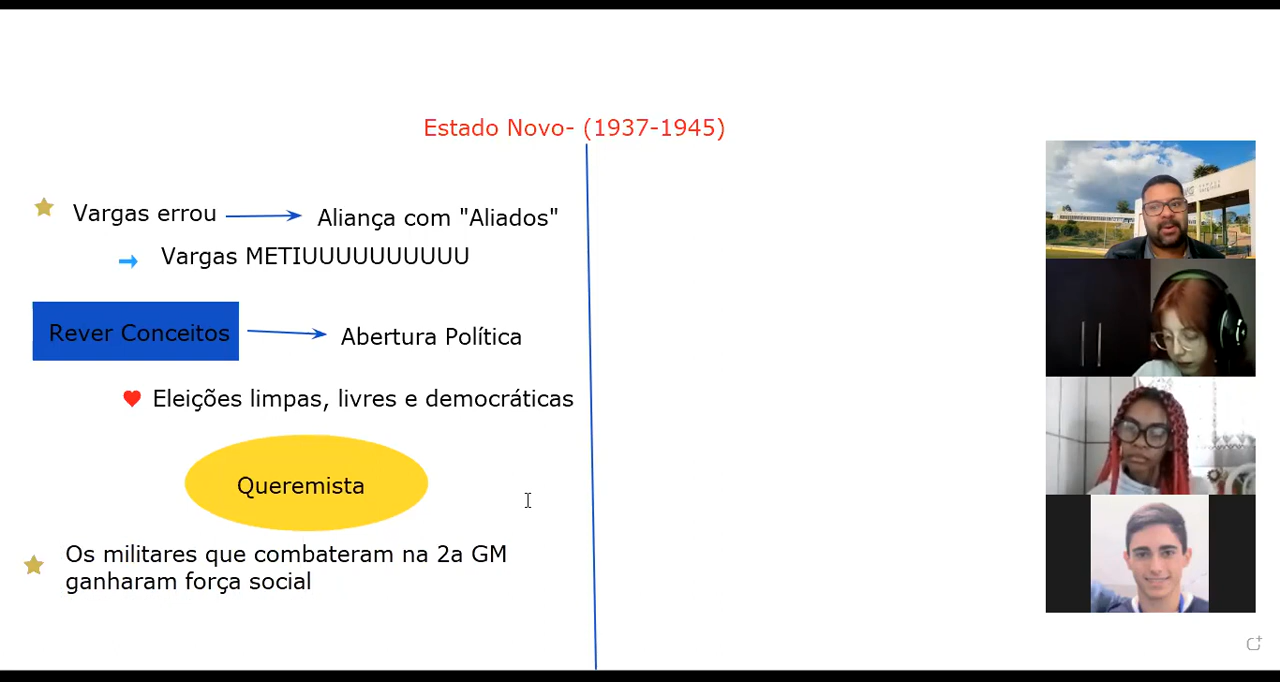 Estado Novo- (1937-1945)
Vargas errou
Aliança com "Aliados"
Vargas METIUUUUUUUUUU
Rever Conceitos
Abertura Política
Eleições limpas, livres e democráticas
Queremista
Os militares que combateram na 2a GM
ganharam força social